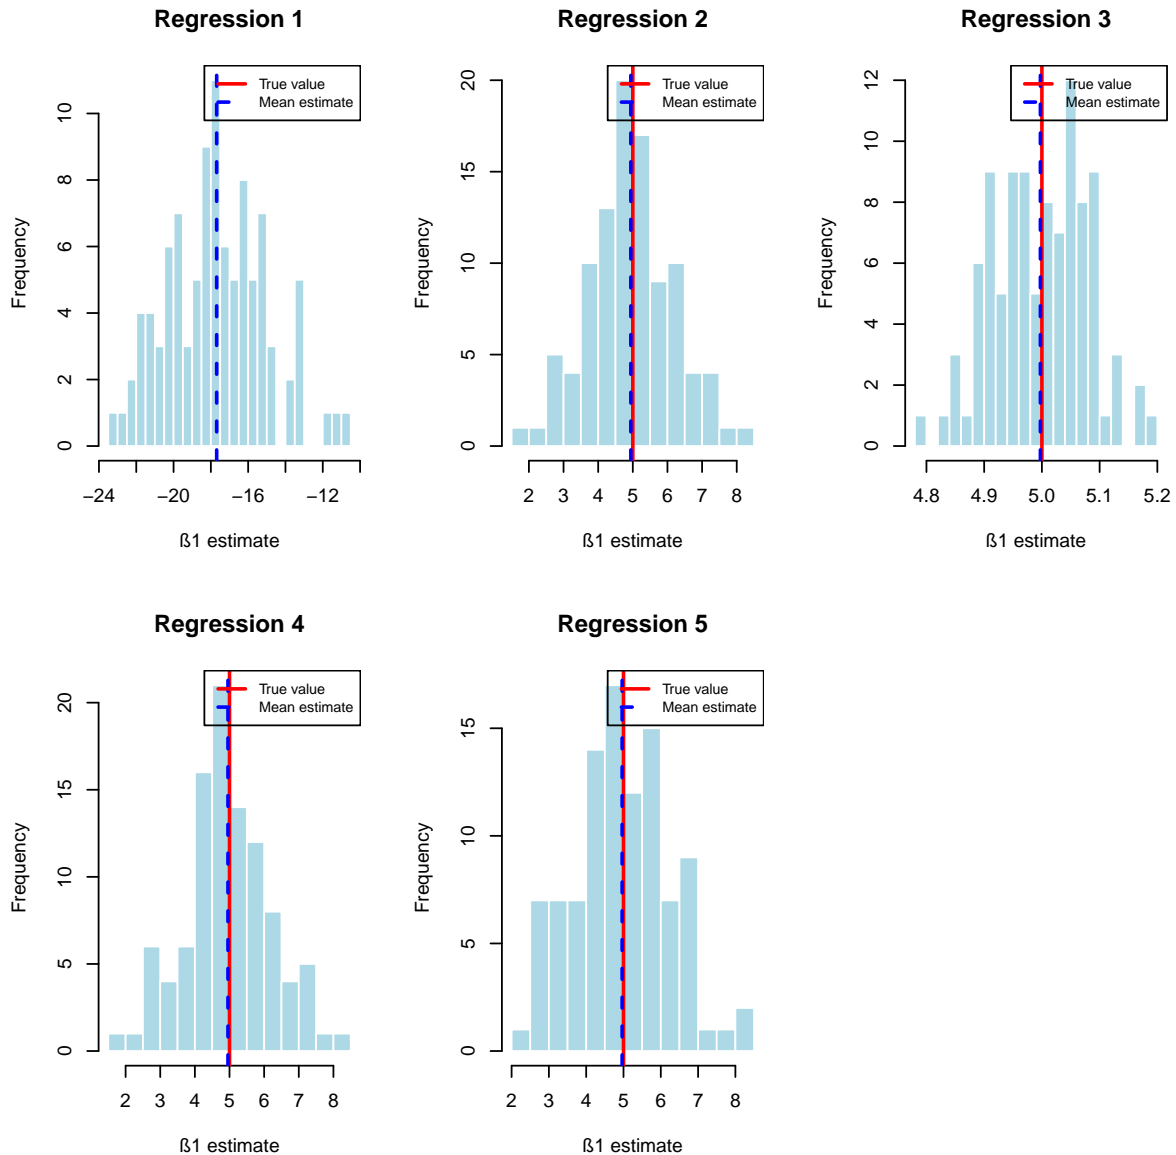 Regression 1
True value
Mean estimate
Frequency
0
2
4
6
8
10
−24
−20
−16
−12
ß1 estimate
Regression 2
True value
Mean estimate
Frequency
0
5
10
15
20
2
3
4
5
6
7
8
ß1 estimate
Regression 3
True value
Mean estimate
Frequency
0
2
4
6
8
10
12
4.8
4.9
5.0
5.1
5.2
ß1 estimate
Regression 4
True value
Mean estimate
Frequency
0
5
10
15
20
2
3
4
5
6
7
8
ß1 estimate
Regression 5
True value
Mean estimate
Frequency
0
5
10
15
2
3
4
5
6
7
8
ß1 estimate